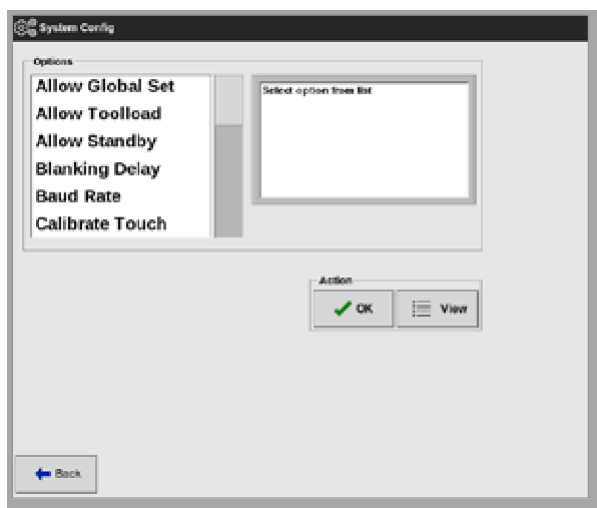 System Config
Options
Allow Global Set
Allow Toolload
Allow Standby
Blanking Delay
Baud Rate
Calibrate Touch
Select option from list
Action
OK
View
Back